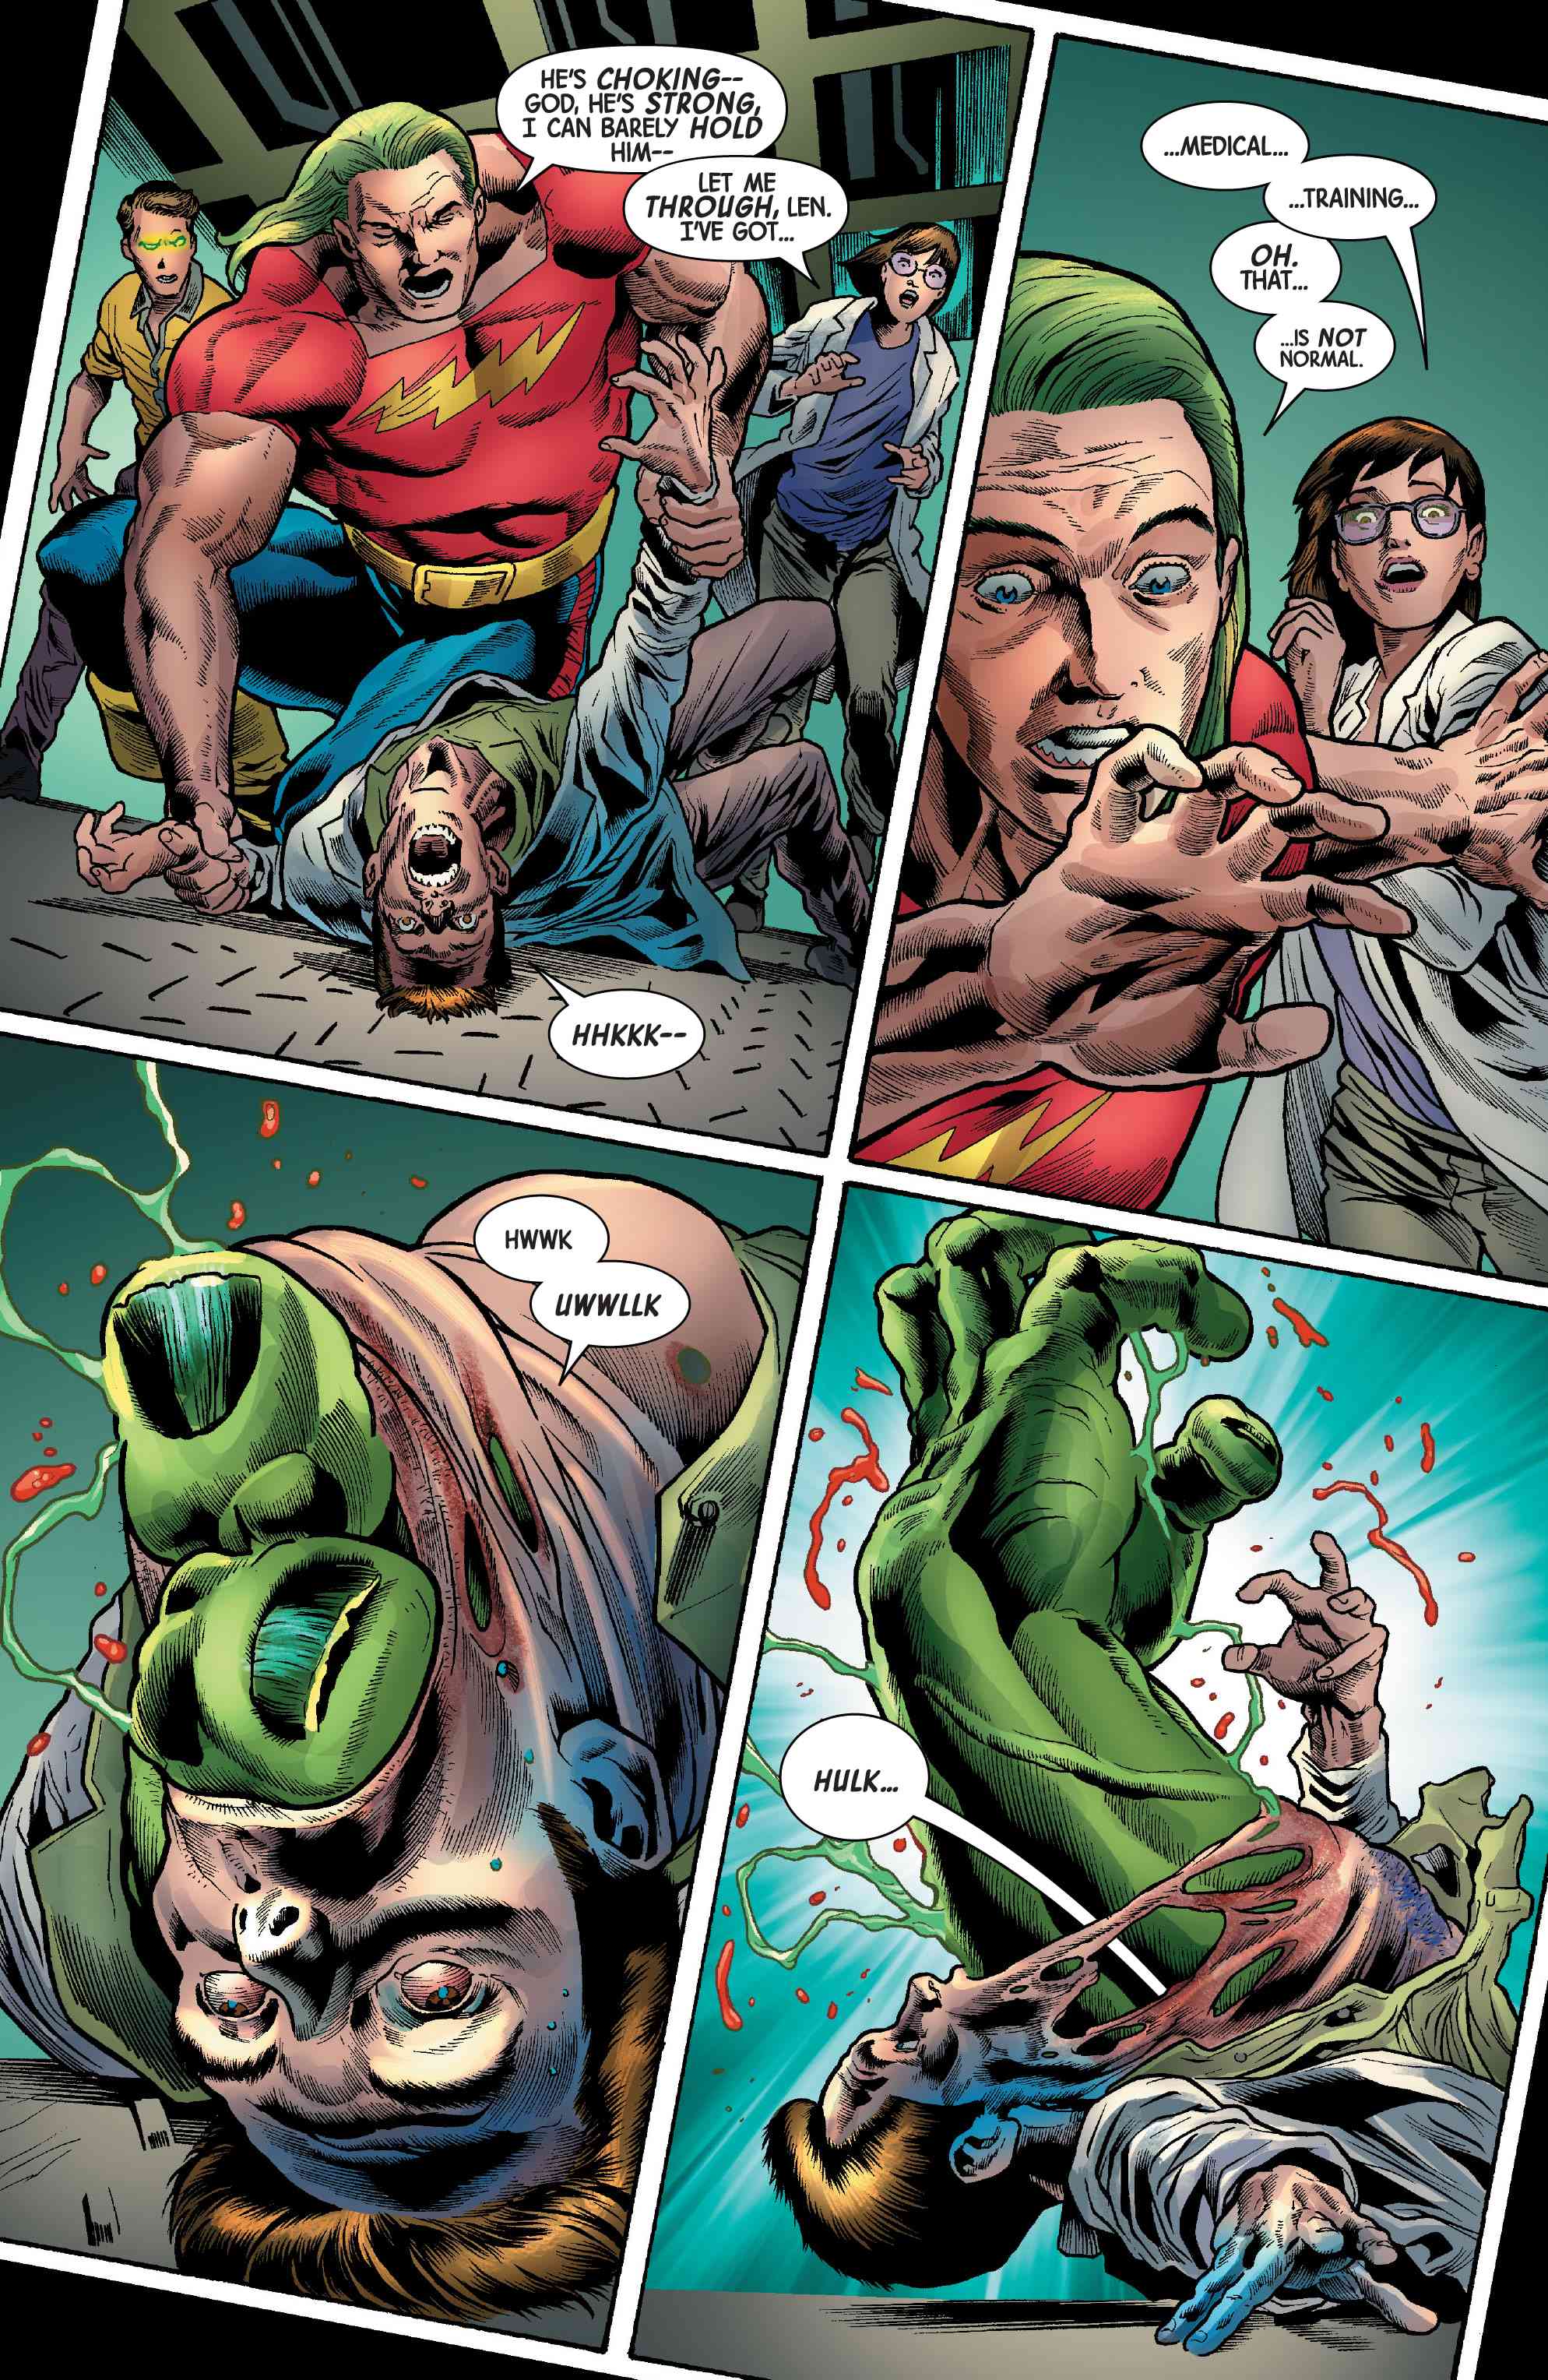 HE'S CHOKING--
GOD, HE'S STRONG,
I CAN BARELY HOLD
HIM--
LET ME
THROUGH, LEN.
I'VE GOT...
HHKKK--
...MEDICAL...
...TRAINING...
OH.
THAT...
...IS NOT
NORMAL.
HWWK
UWWLLK
HULK...